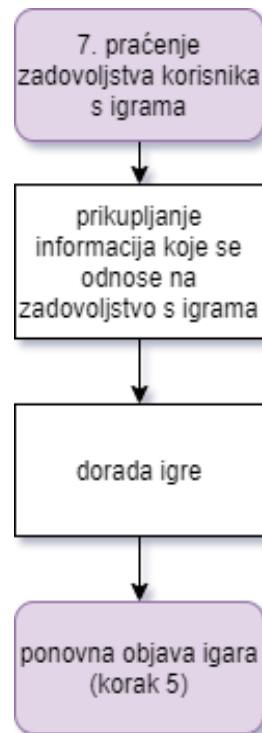 7. praćenje
zadovoljstva korisnika
s igrama
prikupljanje
informacija koje se
odnose na
zadovoljstvo s igrama
dorada igre
ponovna objava igara
(korak 5)